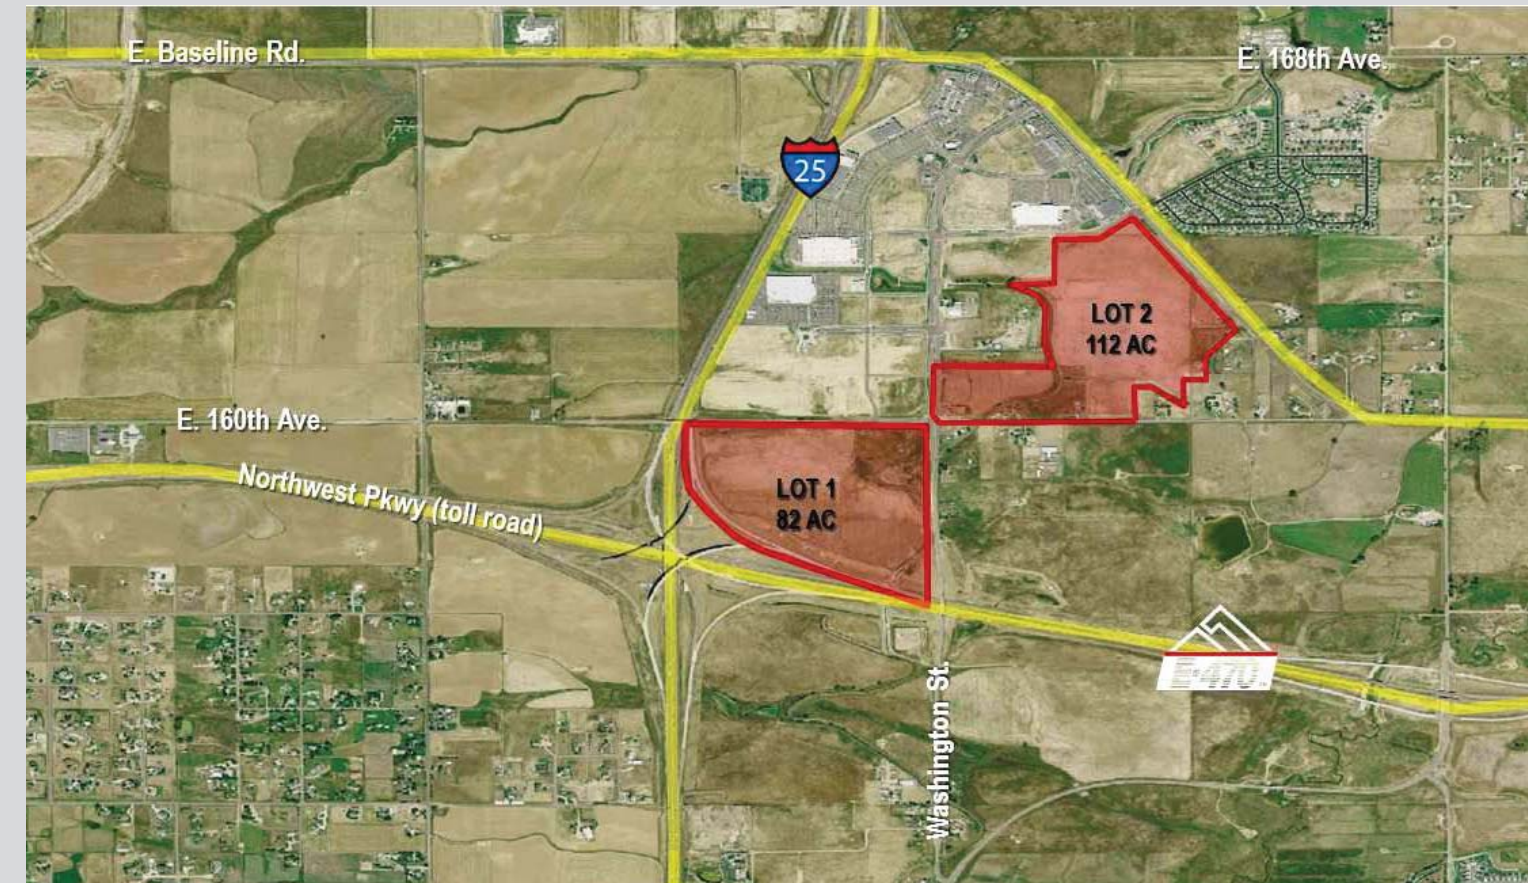 E. Baseline Rd.
E. 168th Ave.
25
LOT 2
112 AC
E. 160th Ave.
Northwest Pkwy (toll road)
LOT 1
82 AC
E-470
Washington St.